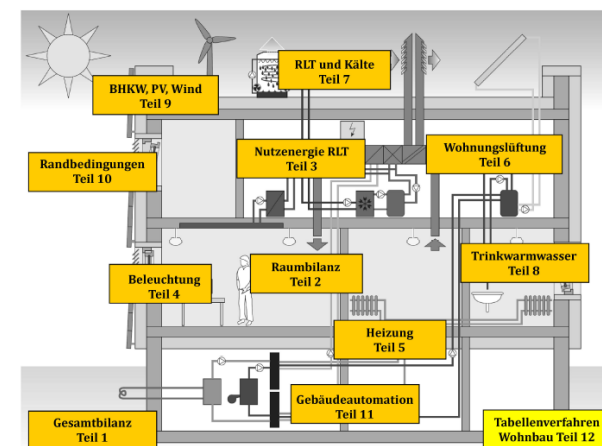 RLT und Kälte
Teil 7
BHKW, PV, Wind
Teil 9
Nutzenergie RLT
Teil 3
Wohnungslüftung
Teil 6
Randbedingungen
Teil 10
Raumbilanz
Teil 2
Trinkwarmwasser
Teil 8
Beleuchtung
Teil 4
Heizung
Teil 5
Gebäudeautomation
Teil 11
Gesamtbilanz
Teil 1
Tabellenverfahren
Wohnbau Teil 12